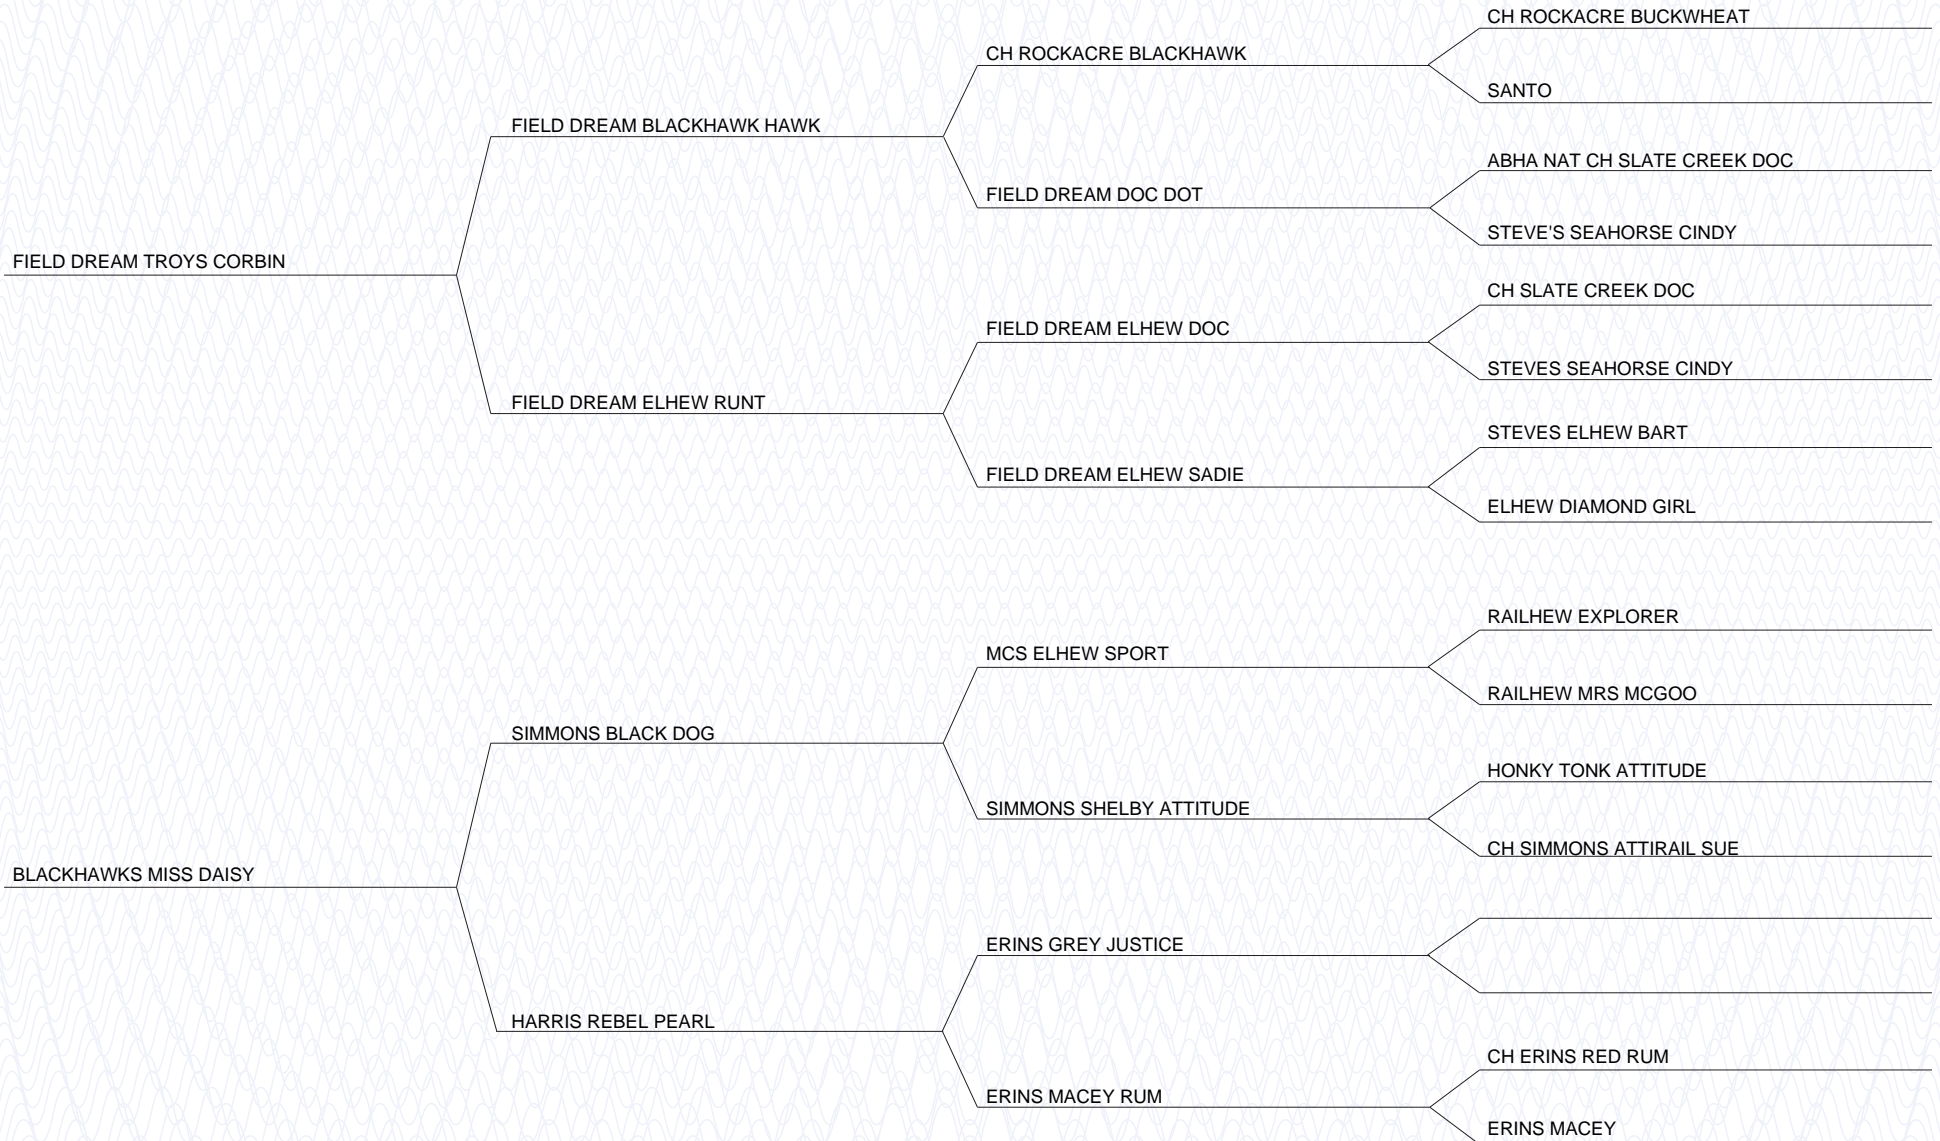 CH ROCKACRE BUCKWHEAT
CH ROCKACRE BLACKHAWK
SANTO
FIELD DREAM BLACKHAWK HAWK
ABHA NAT CH SLATE CREEK DOC
FIELD DREAM DOC DOT
STEVE'S SEAHORSE CINDY
FIELD DREAM TROYS CORBIN
CH SLATE CREEK DOC
FIELD DREAM ELHEW DOC
STEVES SEAHORSE CINDY
FIELD DREAM ELHEW RUNT
STEVES ELHEW BART
FIELD DREAM ELHEW SADIE
ELHEW DIAMOND GIRL
RAILHEW EXPLORER
MCS ELHEW SPORT
RAILHEW MRS MCGOO
SIMMONS BLACK DOG
HONKY TONK ATTITUDE
SIMMONS SHELBY ATTITUDE
CH SIMMONS ATTIRAIL SUE
BLACKHAWKS MISS DAISY
ERINS GREY JUSTICE
HARRIS REBEL PEARL
CH ERINS RED RUM
ERINS MACEY RUM
ERINS MACEY